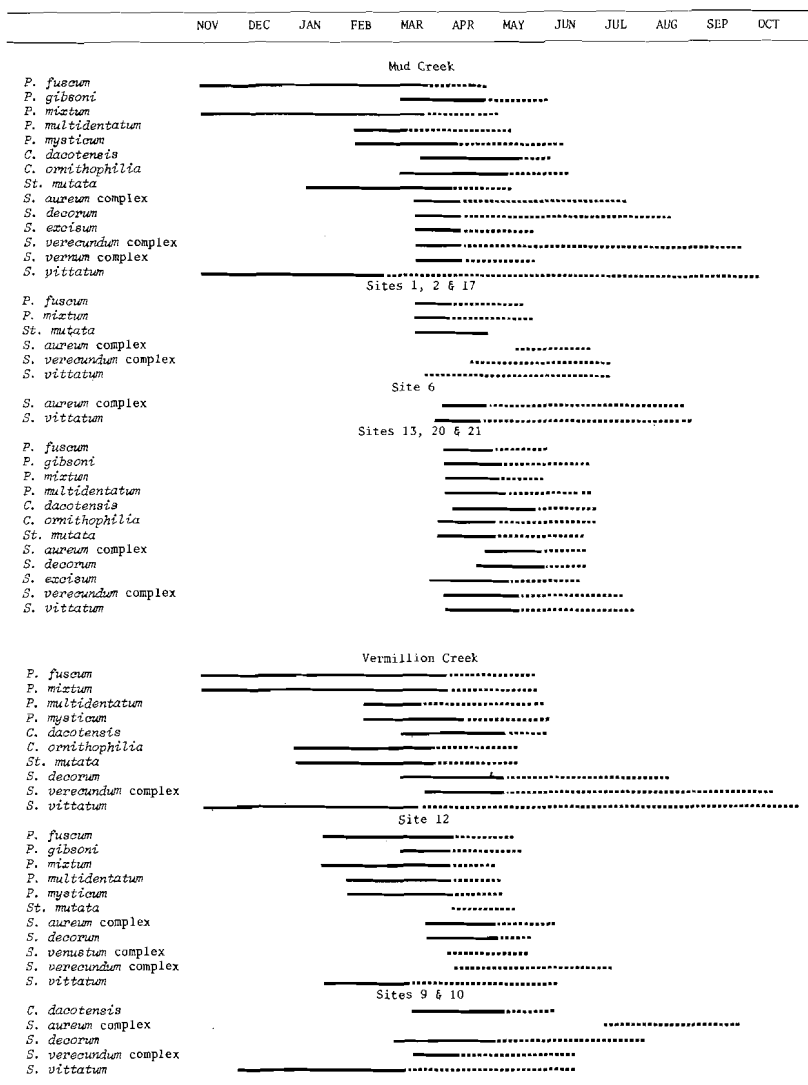 NOV DEC JAN FEB MAR APR MAY JUN JUL AUG SEP OCT
Mud Creek
P. fuscum
P. gibsoni
P. mixtum
P. multidentatum
P. mysticum
C. dacotensis
C. ornithophilia
St. mutata
S. aureum complex
S. decorum
S. excisum
S. verecundum complex
S. vernum complex
S. vittatum
Sites 1, 2 & 17
P. fuscum
P. mixtum
St. mutata
S. aureum complex
S. verecundum complex
S. vittatum
Site 6
S. aureum complex
S. vittatum
Sites 13, 20 & 21
P. fuscum
P. gibsoni
P. mixtum
P. multidentatum
C. dacotensis
C. ornithophilia
St. mutata
S. aureum complex
S. decorum
S. excisum
S. verecundum complex
S. vittatum
Vermillion Creek
P. fuscum
P. mixtum
P. multidentatum
P. mysticum
C. dacotensis
C. ornithophilia
St. mutata
S. decorum
S. verecundum complex
S. vittatum
Site 12
P. fuscum
P. gibsoni
P. mixtum
P. multidentatum
P. mysticum
St. mutata
S. aureum complex
S. decorum
S. venustum complex
S. verecundum complex
S. vittatum
Sites 9 & 10
C. dacotensis
S. aureum complex
S. decorum
S. verecundum complex
S. vittatum